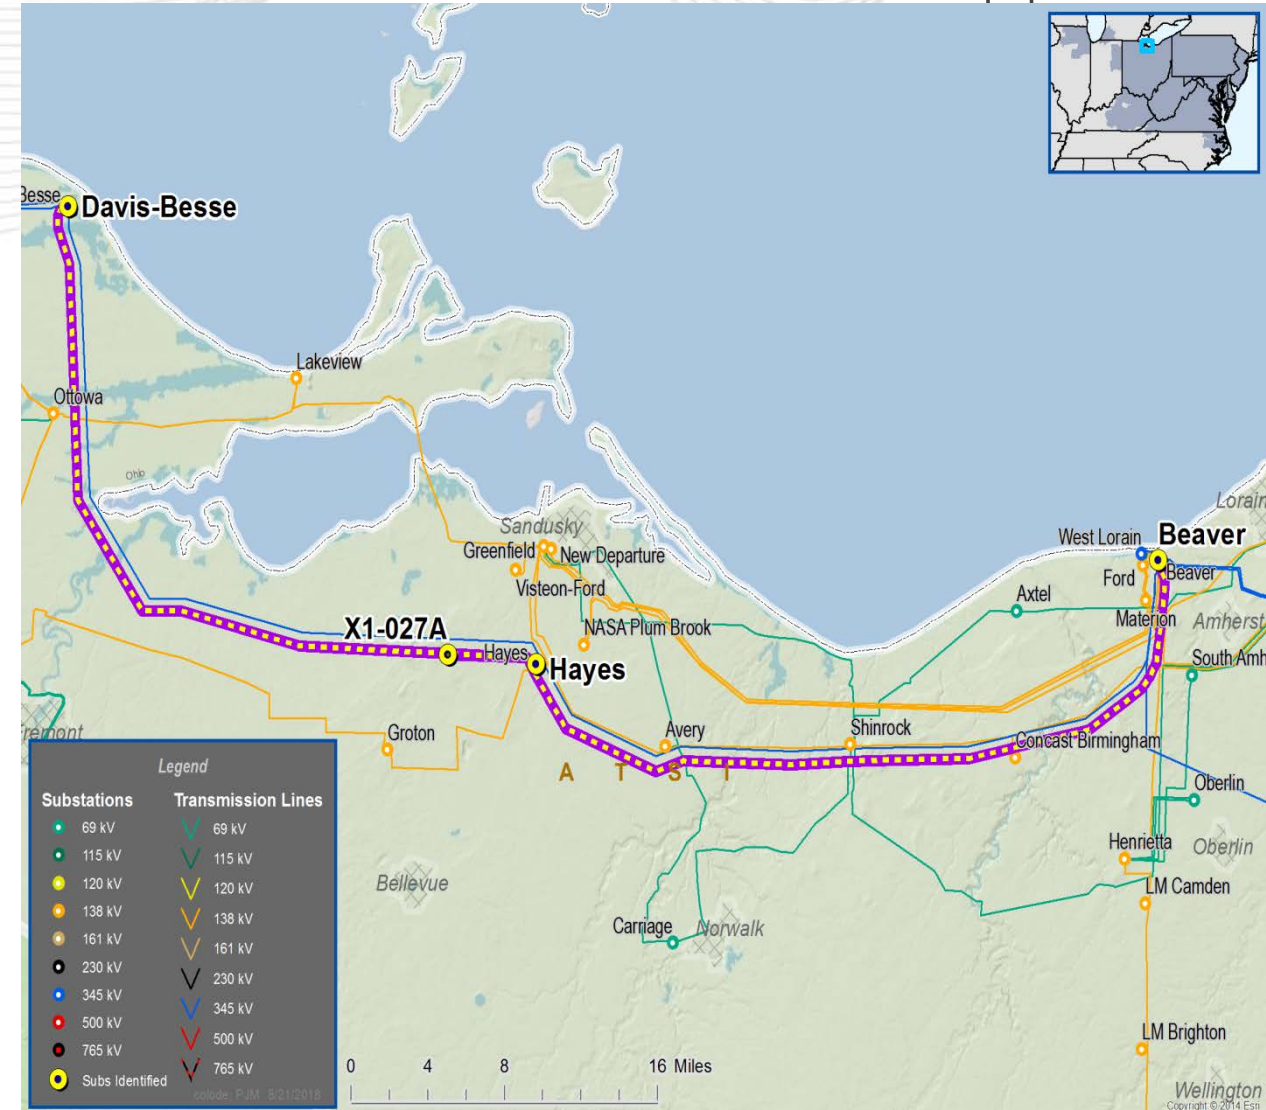 Besse
Davis-Besse
Lakeview
Ottowa
Ohio
Lorain
Sandusky
West Lorain
Beaver
Greenfield
New Departure
Beaver
Ford
Visteon-Ford
Axtel
Materion
Amherst
X1-027A
NASA Plum Brook
Hayes
Hayes
South Amh
Avery
Shinrock
Groton
Concast Birmingham
remont
A T S I
Oberlin
Henrietta
Oberlin
Bellevue
LM Camden
Carriage
Norwalk
LM Brighton
Wellington
Legend
Substations Transmission Lines
69 kV 69 kV
115 kV 115 kV
120 kV 120 kV
138 kV 138 kV
161 kV 161 kV
230 kV 230 kV
345 kV 345 kV
500 kV 500 kV
765 kV 765 kV
Subs Identified
PJM 8/21/2018
0 4 8 16 Miles
Copyright © 2014 Esri